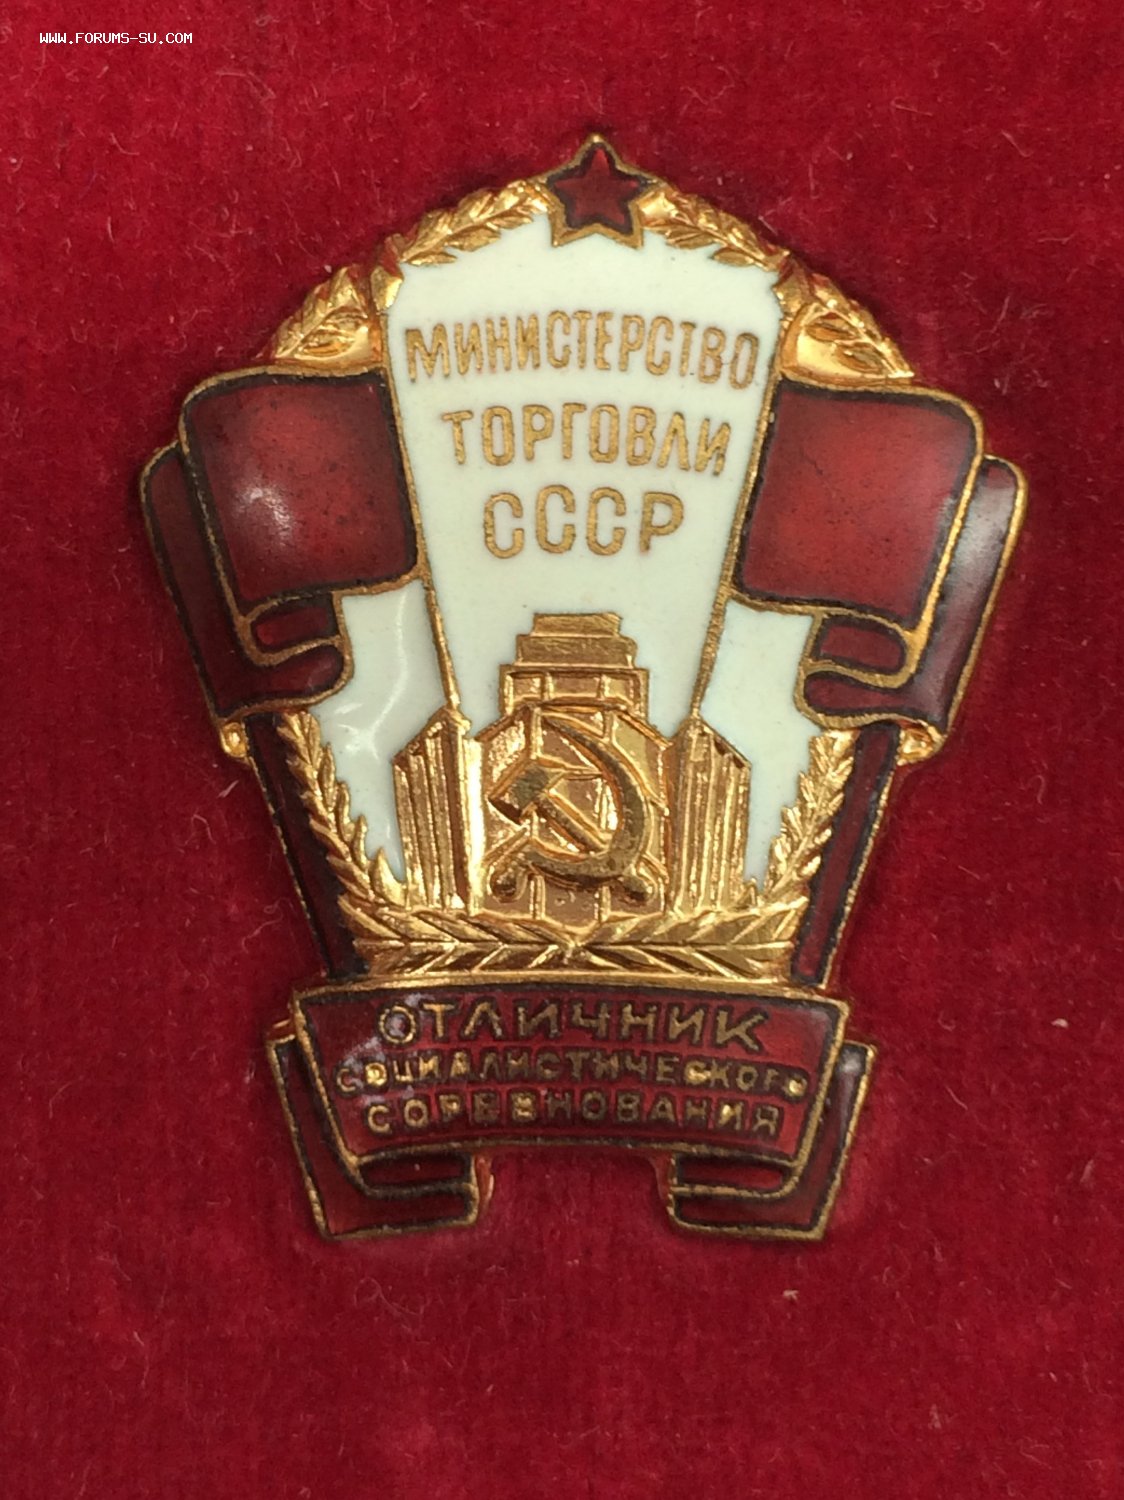 WWW.FORUMS-SU.COM
МИНИСТЕРСТВО
ТОРГОВЛИ
СССР
ОТЛИЧНИК
СОЦИАЛИСТИЧЕСКОГО
СОРЕВНОВАНИЯ